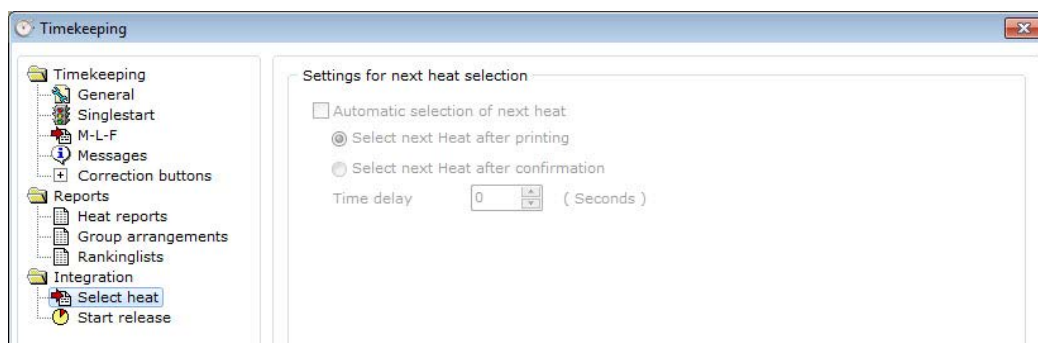 Timekeeping
Timekeeping
General
Singlestart
M-L-F
Messages
Correction buttons
Reports
Heat reports
Group arrangements
Rankinglists
Integration
Select heat
Start release
Settings for next heat selection
Automatic selection of next heat
Select next Heat after printing
Select next Heat after confirmation
Time delay 0 ( Seconds )